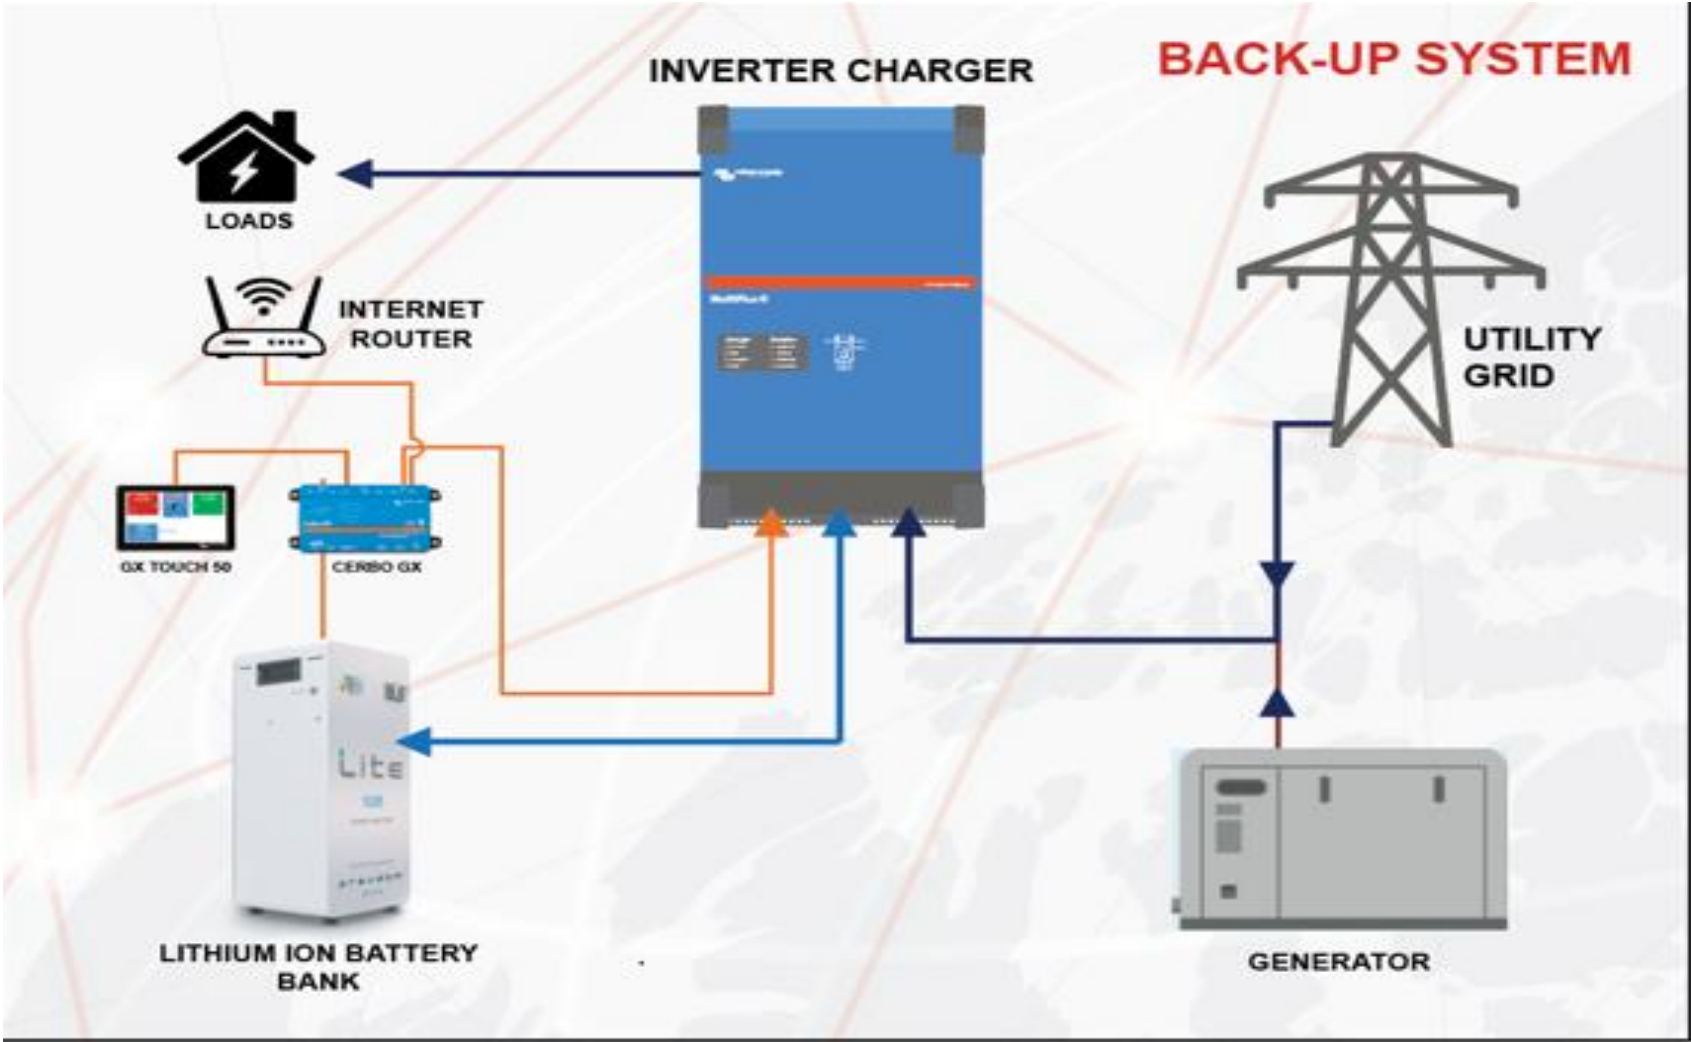 BACK-UP SYSTEM
INVERTER CHARGER
LOADS
INTERNET
ROUTER
UTILITY
GRID
GX TOUCH 50
CERBO GX
Lite
LITHIUM ION BATTERY
BANK
GENERATOR